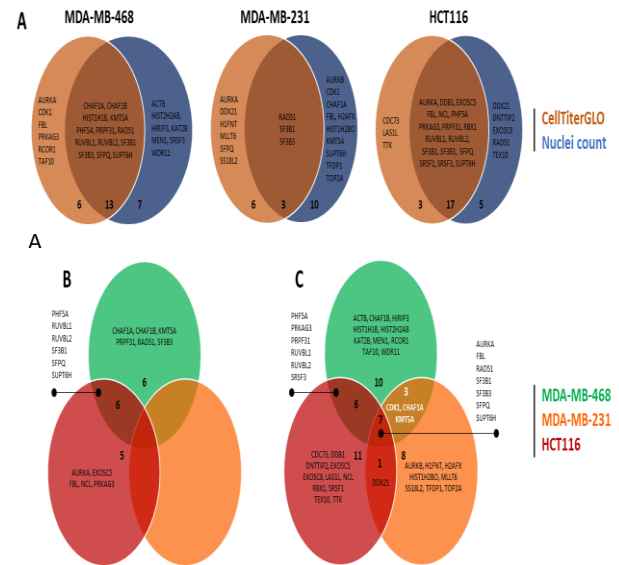 A
MDA-MB-468
MDA-MB-231
HCT116
AURKA
CDK1
FBL
PRKAG3
RCOR1
TAF10
CHAF1A, CHAF1B
HIST1H1B, KMT5A
PHF5A, PRPF31, RAD51
RUVBL1, RUVBL2, SF3B1
SF3B3, SFPQ, SUPT6H
ACTB
HIST2H2AB,
HIRIP3, KAT2B
MEN1, SRSF3
WDR11
6
13
7
AURKA
DDX21
H1FNT
MLLT6
SFPQ
SS18L2
RAD51
SF3B1
SF3B3
AURKB
CDK1
CHAF1A
FBL, H2AFX
HIST1H2BO
KMT5A
SUPT6H
TFDP1
TOP2A
6
3
10
CDC73
LAS1L
TTK
AURKA, DDB1, EXOSC5
FBL, NCL, PHF5A
PRKAG3, PRPF31, RBX1
RUVBL1, RUVBL2,
SF3B1, SF3B3, SFPQ
SRSF1, SRSF3, SUPT6H
DDX21
DNTTIP2
EXOSC8
RAD51
TEX10
3
17
5
CellTiterGLO
Nuclei count
A
B
PHF5A
RUVBL1
RUVBL2
SF3B1
SFPQ
SUPT6H
CHAF1A, CHAF1B, KMT5A
PRPF31, RAD51, SF3B3
6
6
5
AURKA, EXOSC5
FBL, NCL, PRKAG3
C
PHF5A
PRKAG3
PRPF31
RUVBL1
RUVBL2
SRSF3
ACTB, CHAF1B, HIRIP3
HIST1H1B, HIST2H2AB
KAT2B, MEN1, RCOR1
TAF10, WDR11
10
3
CDK1, CHAF1A
KMT5A
6
7
AURKA
FBL
RAD51
SF3B1
SF3B3
SFPQ
SUPT6H
11
1
8
CDC73, DDB1
DNTTIP2, EXOSC5
EXOSC8, LAS1L, NCL
RBX1, SRSF1
TEX10, TTK
DDX21
AURKB, H1FNT, H2AFX
HIST1H2BO, MLLT6
SS18L2, TFDP1, TOP2A
MDA-MB-468
MDA-MB-231
HCT116